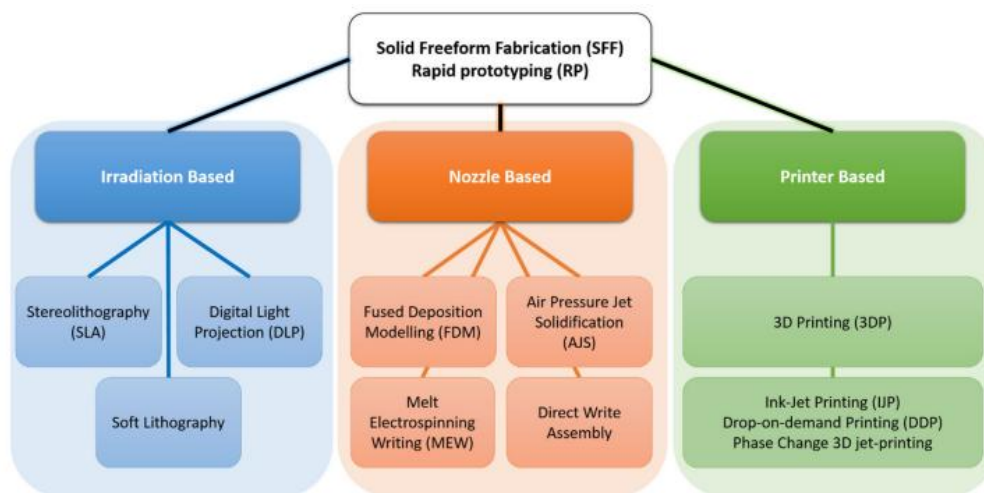 Solid Freeform Fabrication (SFF)
Rapid prototyping (RP)
Irradiation Based
Nozzle Based
Printer Based
Stereolithography
(SLA)
Digital Light
Projection (DLP)
Soft Lithography
Fused Deposition
Modelling (FDM)
Air Pressure Jet
Solidification
(AJS)
Melt
Electrospinning
Writing (MEW)
Direct Write
Assembly
3D Printing (3DP)
Ink-Jet Printing (IJP)
Drop-on-demand Printing (DDP)
Phase Change 3D jet-printing